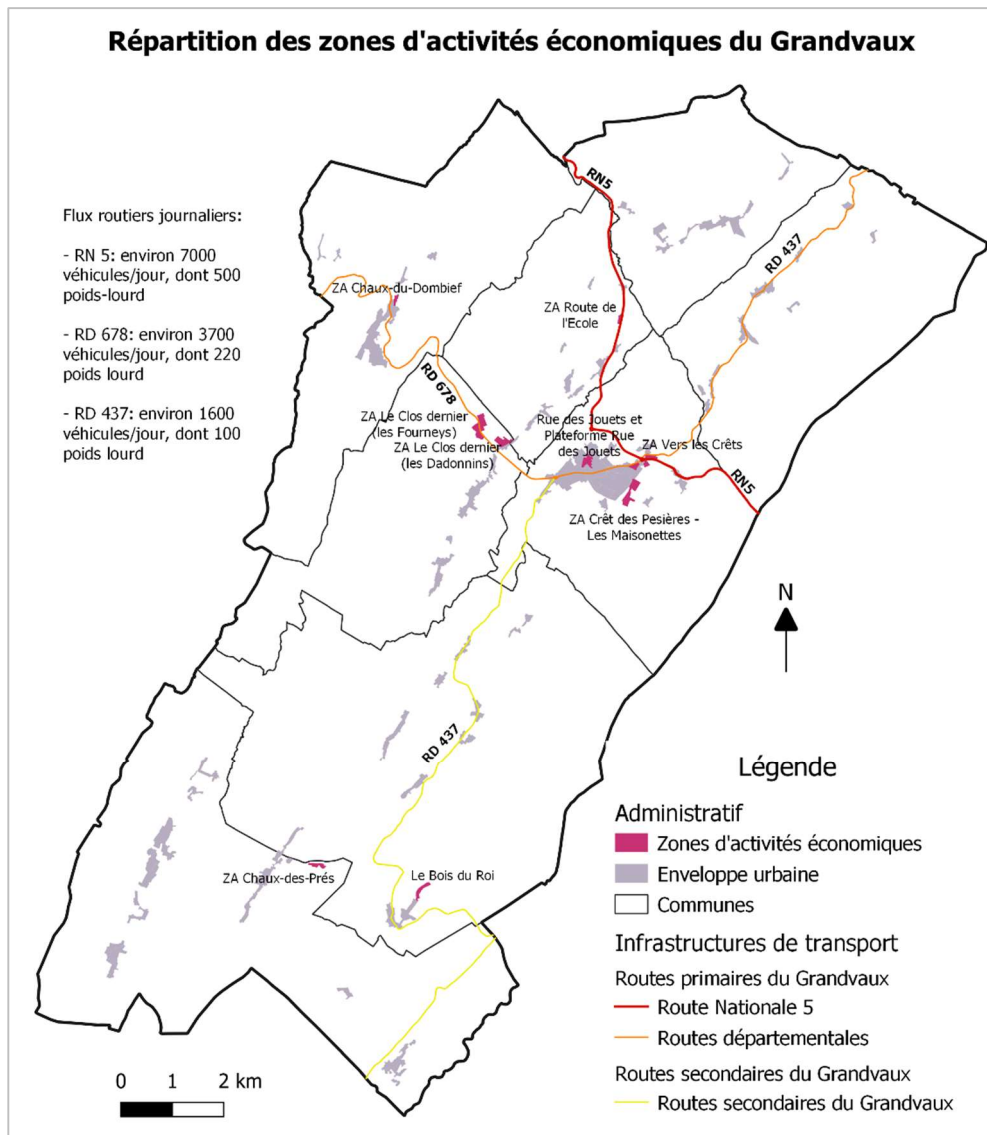 Répartition des zones d'activités économiques du Grandvaux
Flux routiers journaliers:
- RN 5: environ 7000
véhicules/jour, dont 500
poids-lourd
- RD 678: environ 3700
véhicules/jour, dont 220
poids lourd
- RD 437: environ 1600
véhicules/jour, dont 100
poids lourd
RN5
RD 437
ZA Chaux-du-Dombief
ZA Route de
l'Ecole
RD 678
ZA Le Clos dernier
(les Fourneys)
ZA Le Clos dernier
(les Dadonnins)
Rue des Jouets et
Plateforme Rue
des Jouets
ZA Vers les Crêts
RN5
ZA Crêt des Pesières -
Les Maisonettes
N
RD 437
ZA Chaux-des-Prés
Le Bois du Roi
Légende
Administratif
Zones d'activités économiques
Enveloppe urbaine
Communes
Infrastructures de transport
Routes primaires du Grandvaux
Route Nationale 5
Routes départementales
Routes secondaires du Grandvaux
Routes secondaires du Grandvaux
0 1 2 km